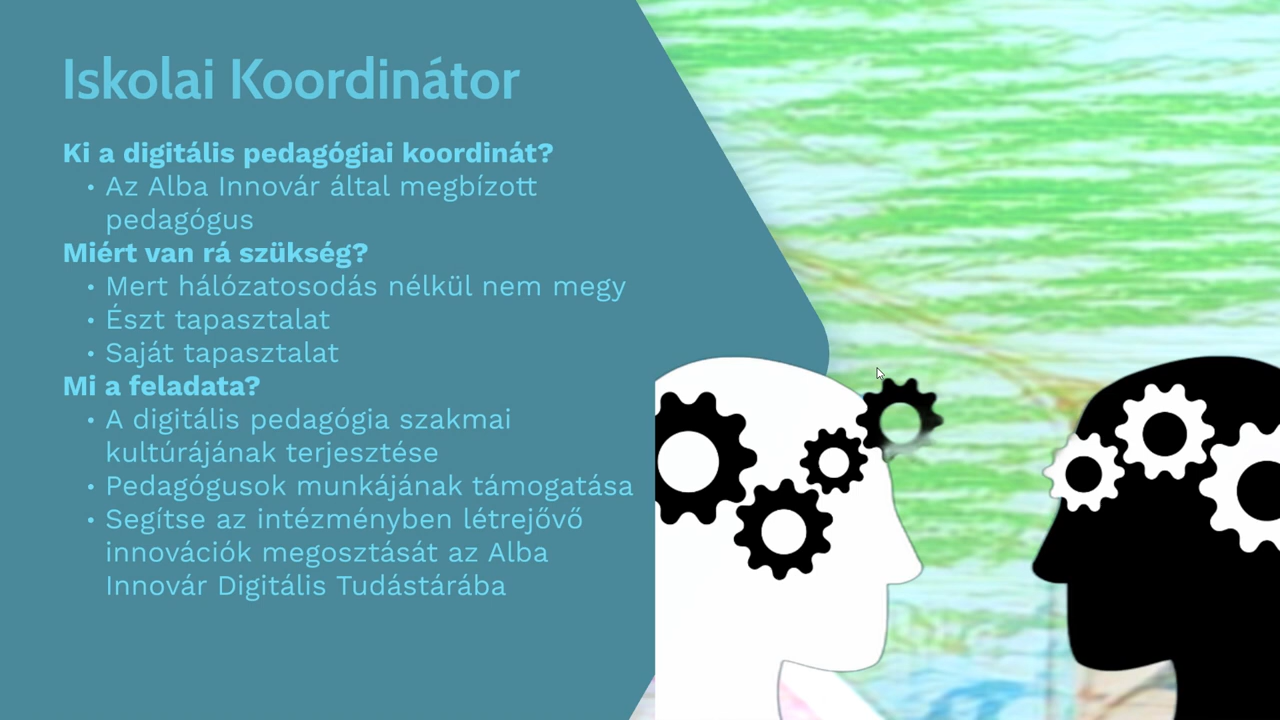 Iskolai Koordinátor
Ki a digitális pedagógiai koordinát?
• Az Alba Innovár által megbízott
pedagógus
Miért van rá szükség?
• Mert hálózatosodás nélkül nem megy
• Észt tapasztalat
• Saját tapasztalat
Mi a feladata?
• A digitális pedagógia szakmai
kultúrájának terjesztése
• Pedagógusok munkájának támogatása
• Segítse az intézményben létrejővő
innovációk megosztását az Alba
Innovár Digitális Tudástárába